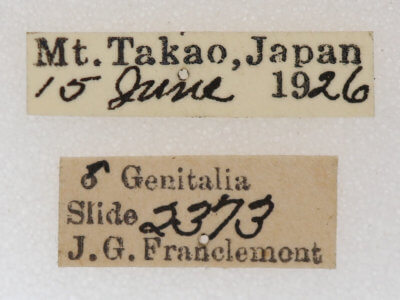 Mt. Takao, Japan
15 June 1926
♂ Genitalia
Slide 2373
J. G. Franclemont